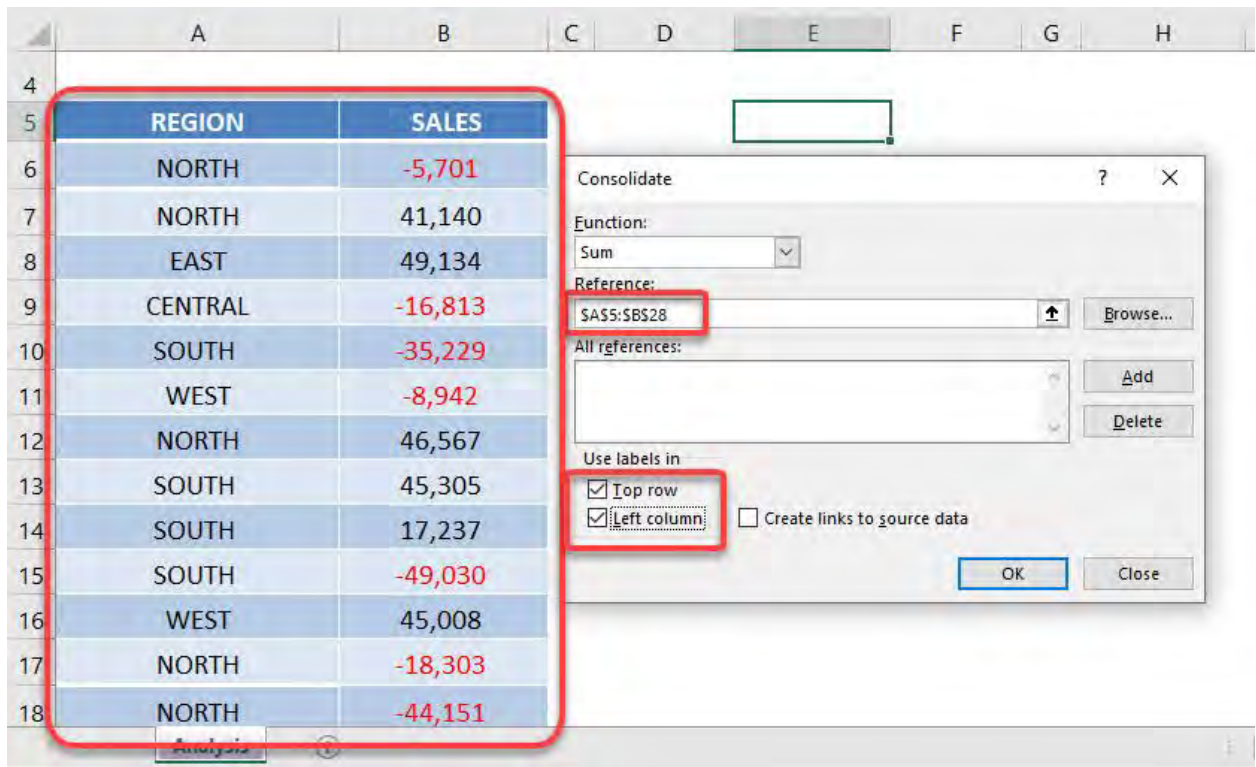 A B C D E F G H
4
5 REGION SALES
6 NORTH -5,701
7 NORTH 41,140
8 EAST 49,134
9 CENTRAL -16,813
10 SOUTH -35,229
11 WEST -8,942
12 NORTH 46,567
13 SOUTH 45,305
14 SOUTH 17,237
15 SOUTH -49,030
16 WEST 45,008
17 NORTH -18,303
18 NORTH -44,151
Analysis
Consolidate ? ×
Function:
Sum
Reference:
$A$5:$B$28
Browse...
All references:
Add
Delete
Use labels in
Top row
Left column
Create links to source data
OK Close